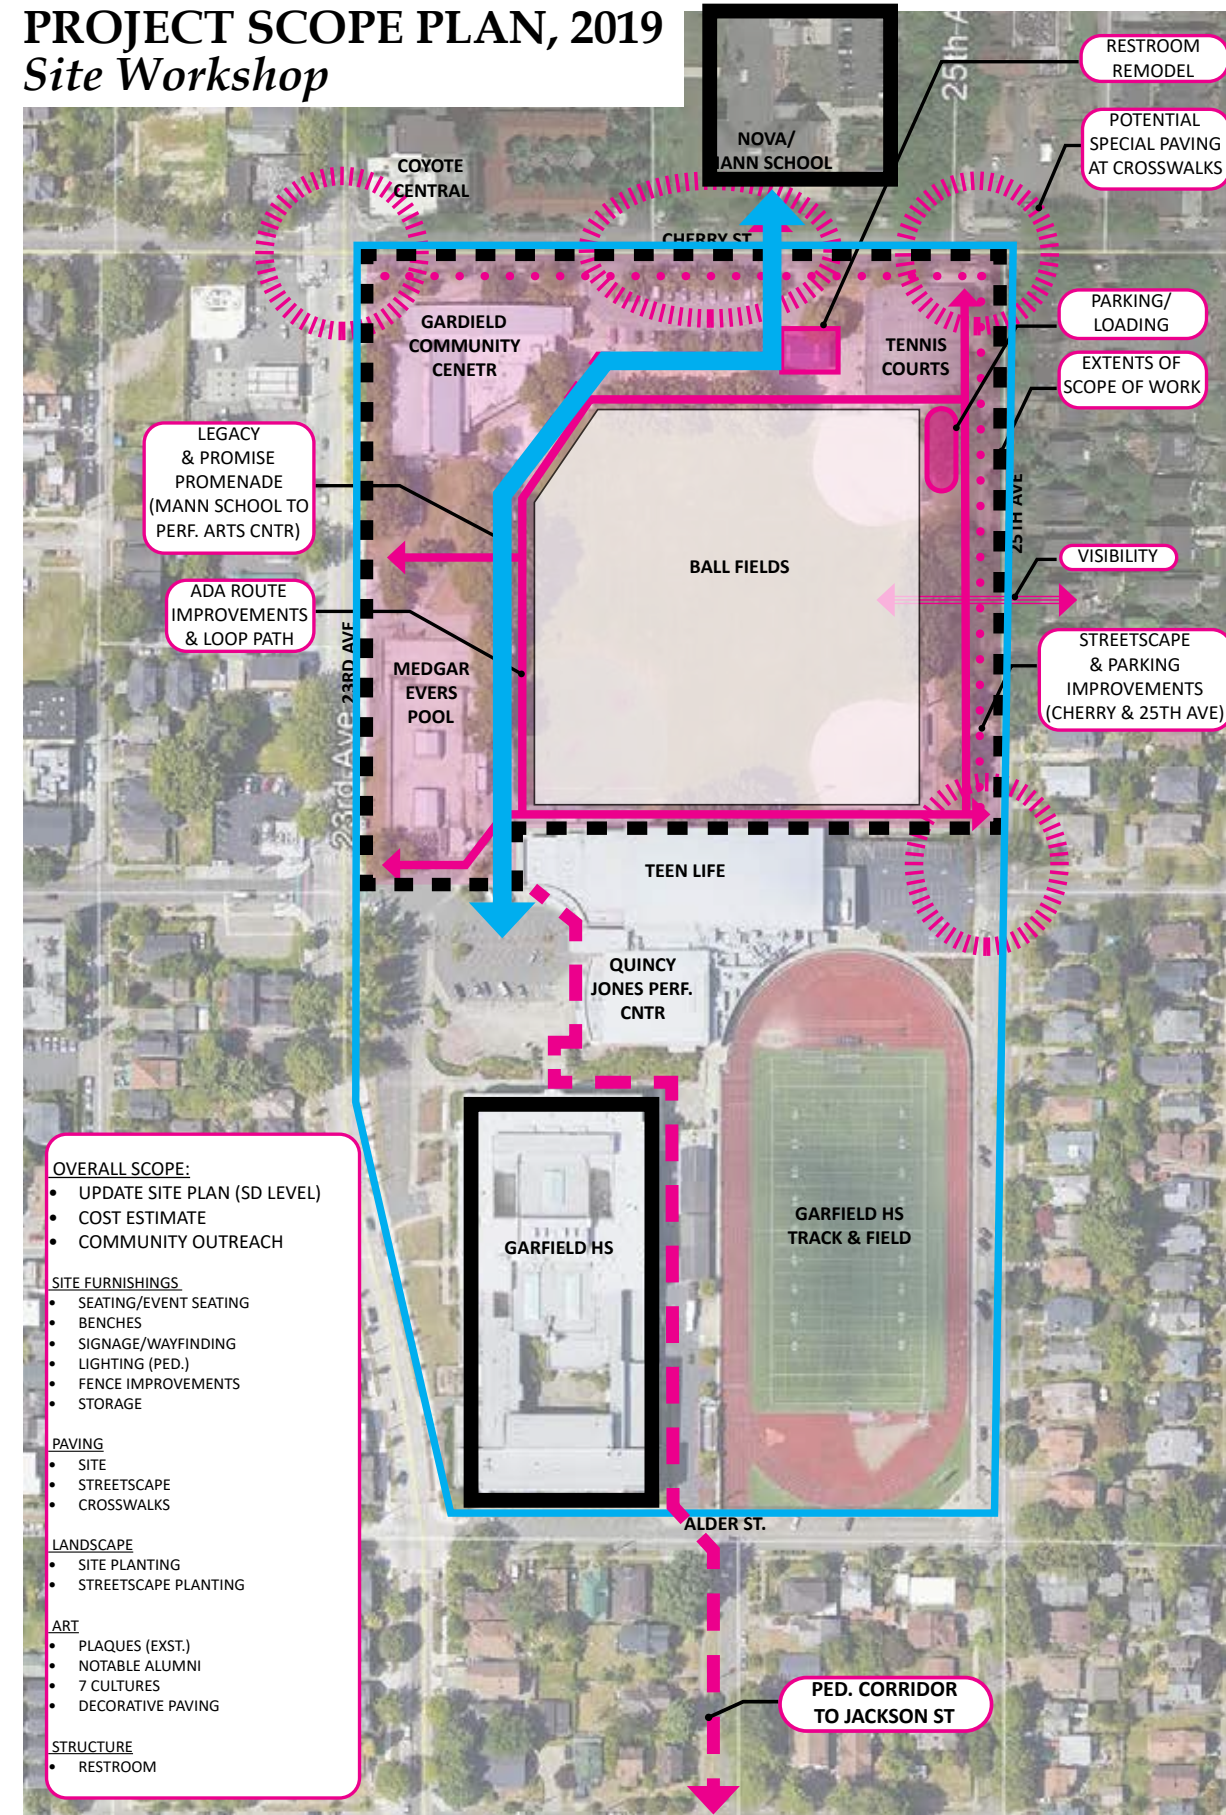 PROJECT SCOPE PLAN, 2019
Site Workshop
25th A
RESTROOM
REMODEL
POTENTIAL
SPECIAL PAVING
AT CROSSWALKS
NOVA/
MANN SCHOOL
COYOTE
CENTRAL
CHERRY ST
GARDIELD
COMMUNITY
CENETR
TENNIS
COURTS
PARKING/
LOADING
EXTENTS OF
SCOPE OF WORK
LEGACY
& PROMISE
PROMENADE
(MANN SCHOOL TO
PERF. ARTS CNTR)
25TH AVE
BALL FIELDS
VISIBILITY
ADA ROUTE
IMPROVEMENTS
& LOOP PATH
23RD AVE
23rd Ave
MEDGAR
EVERS
POOL
STREETSCAPE
& PARKING
IMPROVEMENTS
(CHERRY & 25TH AVE)
TEEN LIFE
QUINCY
JONES PERF.
CNTR
GARFIELD HS
GARFIELD HS
TRACK & FIELD
ALDER ST.
PED. CORRIDOR
TO JACKSON ST
OVERALL SCOPE:
• UPDATE SITE PLAN (SD LEVEL)
• COST ESTIMATE
• COMMUNITY OUTREACH
SITE FURNISHINGS
• SEATING/EVENT SEATING
• BENCHES
• SIGNAGE/WAYFINDING
• LIGHTING (PED.)
• FENCE IMPROVEMENTS
• STORAGE
PAVING
• SITE
• STREETSCAPE
• CROSSWALKS
LANDSCAPE
• SITE PLANTING
• STREETSCAPE PLANTING
ART
• PLAQUES (EXST.)
• NOTABLE ALUMNI
• 7 CULTURES
• DECORATIVE PAVING
STRUCTURE
• RESTROOM